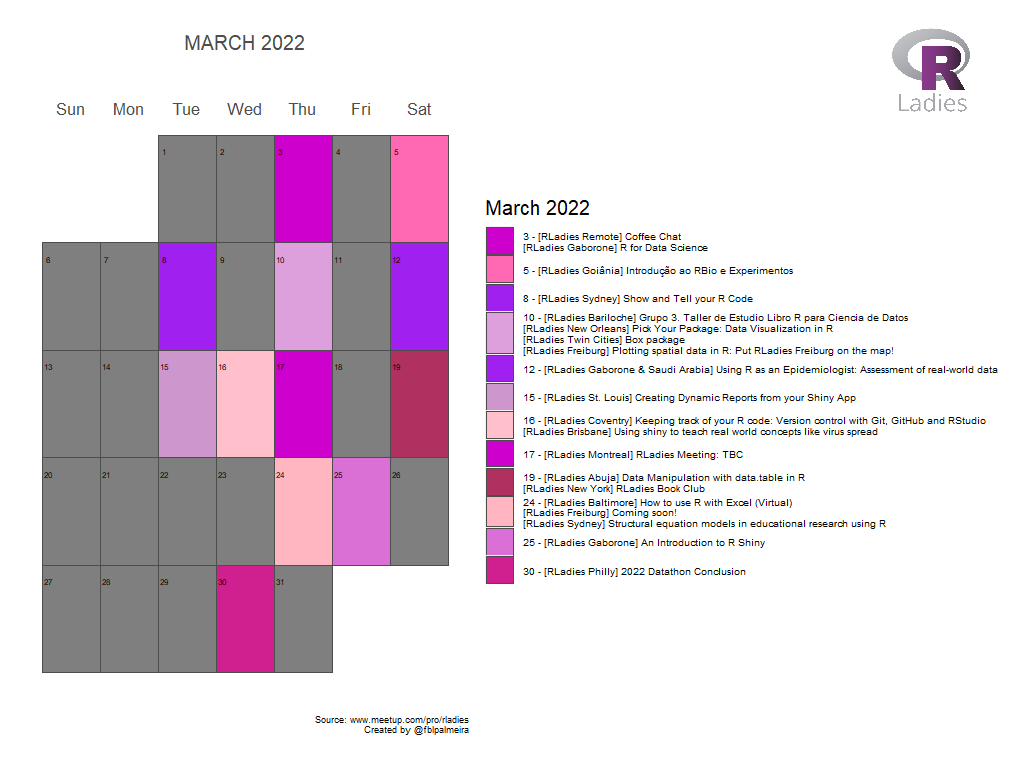 MARCH 2022
R
Ladies
Sun Mon Tue Wed Thu Fri Sat
1 2 3 4 5
6 7 8 9 10 11 12
13 14 15 16 17 18 19
20 21 22 23 24 25 26
27 28 29 30 31
March 2022
3 - [RLadies Remote] Coffee Chat
[RLadies Gaborone] R for Data Science
5 - [RLadies Goiânia] Introdução ao RBio e Experimentos
8 - [RLadies Sydney] Show and Tell your R Code
10 - [RLadies Bariloche] Grupo 3. Taller de Estudio Libro R para Ciencia de Datos
[RLadies New Orleans] Pick Your Package: Data Visualization in R
[RLadies Twin Cities] Box package
[RLadies Freiburg] Plotting spatial data in R: Put RLadies Freiburg on the map!
12 - [RLadies Gaborone & Saudi Arabia] Using R as an Epidemiologist: Assessment of real-world data
15 - [RLadies St. Louis] Creating Dynamic Reports from your Shiny App
16 - [RLadies Coventry] Keeping track of your R code: Version control with Git, GitHub and RStudio
[RLadies Brisbane] Using shiny to teach real world concepts like virus spread
17 - [RLadies Montreal] RLadies Meeting: TBC
19 - [RLadies Abuja] Data Manipulation with data.table in R
[RLadies New York] RLadies Book Club
24 - [RLadies Baltimore] How to use R with Excel (Virtual)
[RLadies Freiburg] Coming soon!
[RLadies Sydney] Structural equation models in educational research using R
25 - [RLadies Gaborone] An Introduction to R Shiny
30 - [RLadies Philly] 2022 Datathon Conclusion
Source: www.meetup.com/pro/rladies
Created by @fblpalmeira